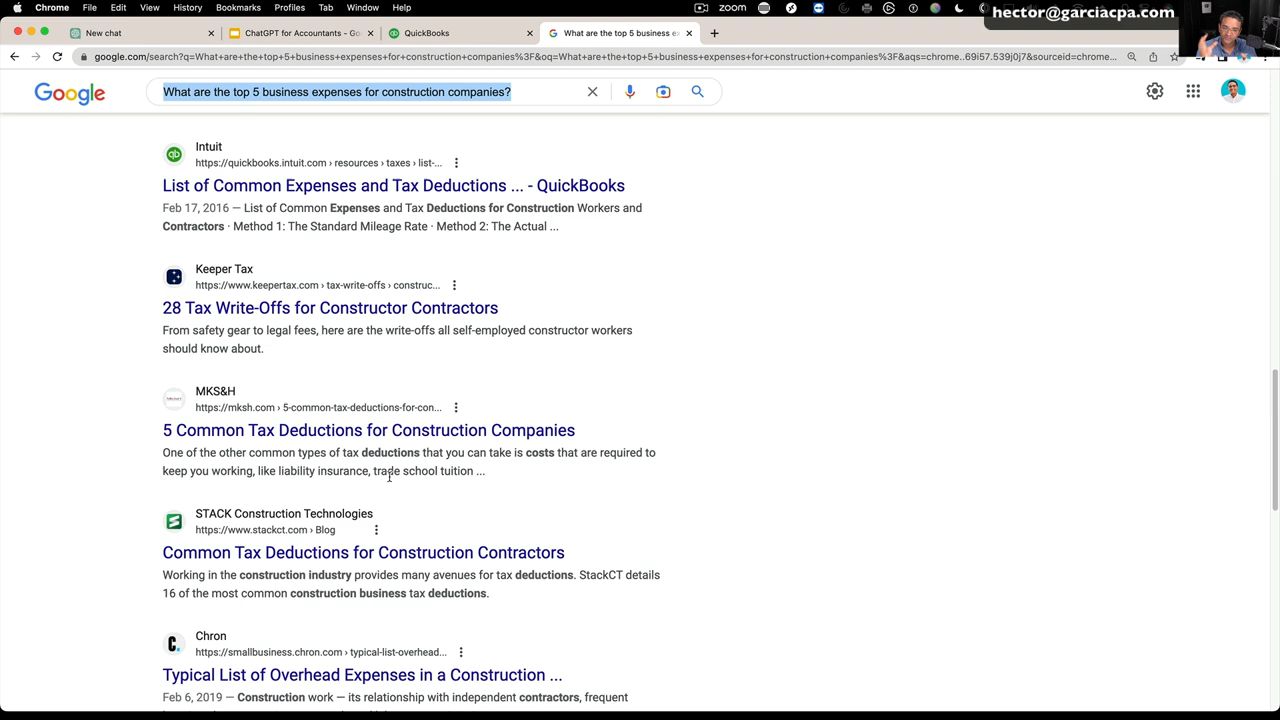 Chrome File Edit View History Bookmarks Profiles Tab Window Help
zoom
hector@garciacpa.com
New chat
ChatGPT for Accountants - Go
QuickBooks
What are the top 5 business e
google.com/search?q=What+are+the+top+5+business+expenses+for+construction+companies%3F&oq=What+are+the+top+5+business+expenses+for+construction+companies%3F&aqs=chrome..69i57.539j0j7&sourceid=chrome...
Google
What are the top 5 business expenses for construction companies?
Intuit
https://quickbooks.intuit.com › resources › taxes › list-...
List of Common Expenses and Tax Deductions ... - QuickBooks
Feb 17, 2016 — List of Common Expenses and Tax Deductions for Construction Workers and
Contractors · Method 1: The Standard Mileage Rate · Method 2: The Actual ...
Keeper Tax
https://www.keepertax.com › tax-write-offs › construc...
28 Tax Write-Offs for Constructor Contractors
From safety gear to legal fees, here are the write-offs all self-employed constructor workers
should know about.
MKS&H
https://mksh.com › 5-common-tax-deductions-for-con...
5 Common Tax Deductions for Construction Companies
One of the other common types of tax deductions that you can take is costs that are required to
keep you working, like liability insurance, trade school tuition ...
STACK Construction Technologies
https://www.stackct.com › Blog
Common Tax Deductions for Construction Contractors
Working in the construction industry provides many avenues for tax deductions. StackCT details
16 of the most common construction business tax deductions.
Chron
https://smallbusiness.chron.com › typical-list-overhead...
Typical List of Overhead Expenses in a Construction ...
Feb 6, 2019 — Construction work — its relationship with independent contractors, frequent